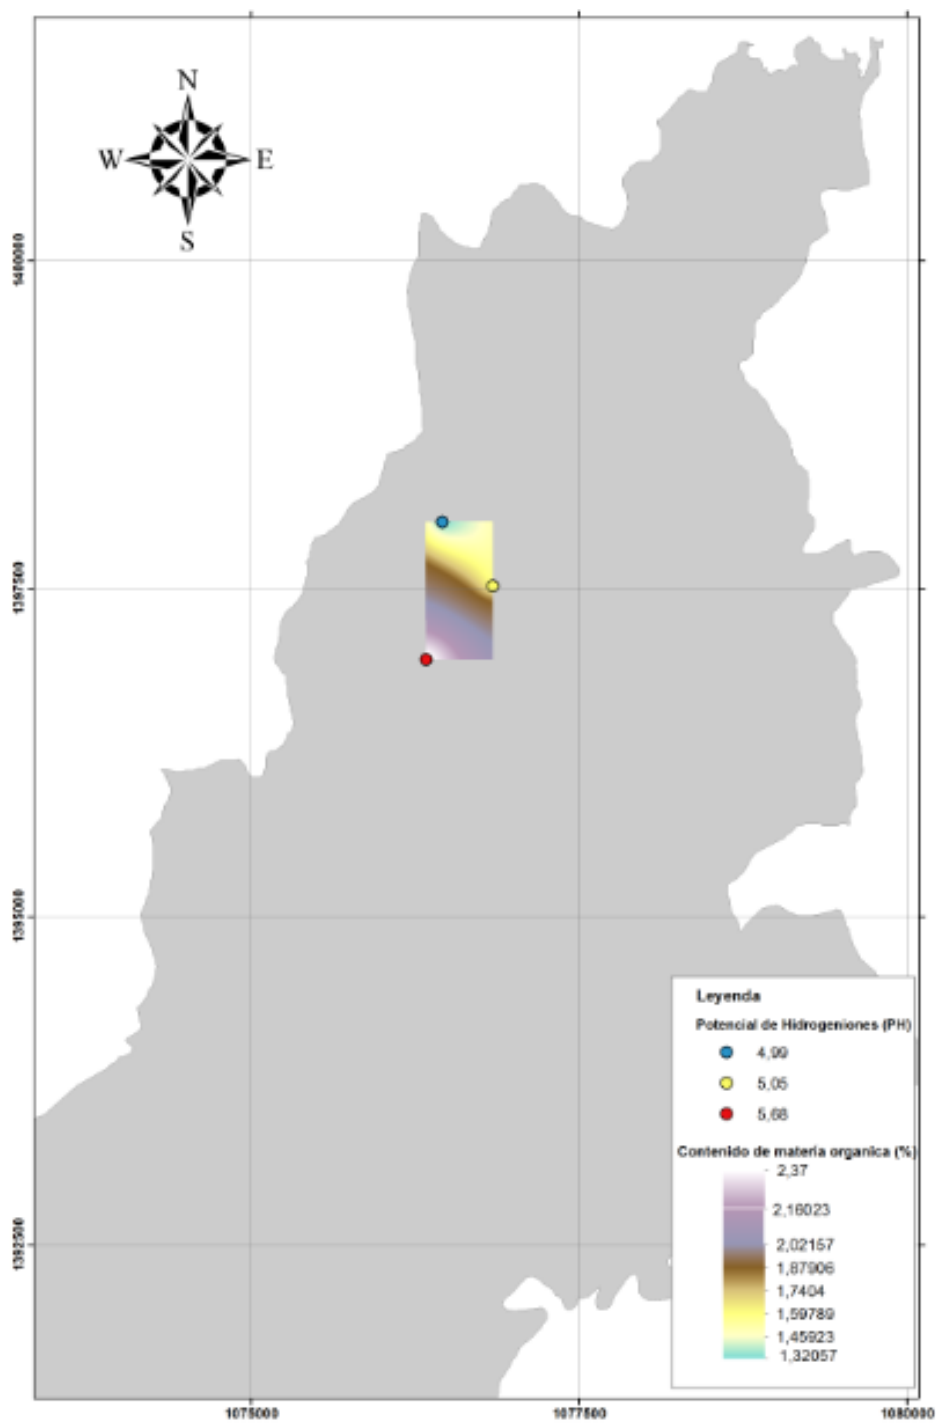 N
W E
S
1400000
1397500
1395000
1392500
Leyenda
Potencial de Hidrogeniones (PH)
4,99
5,05
5,68
Contenido de materia organica (%)
2,37
2,16023
2,02157
1,87906
1,7404
1,59789
1,45923
1,32057
1075000 1077500 1080000